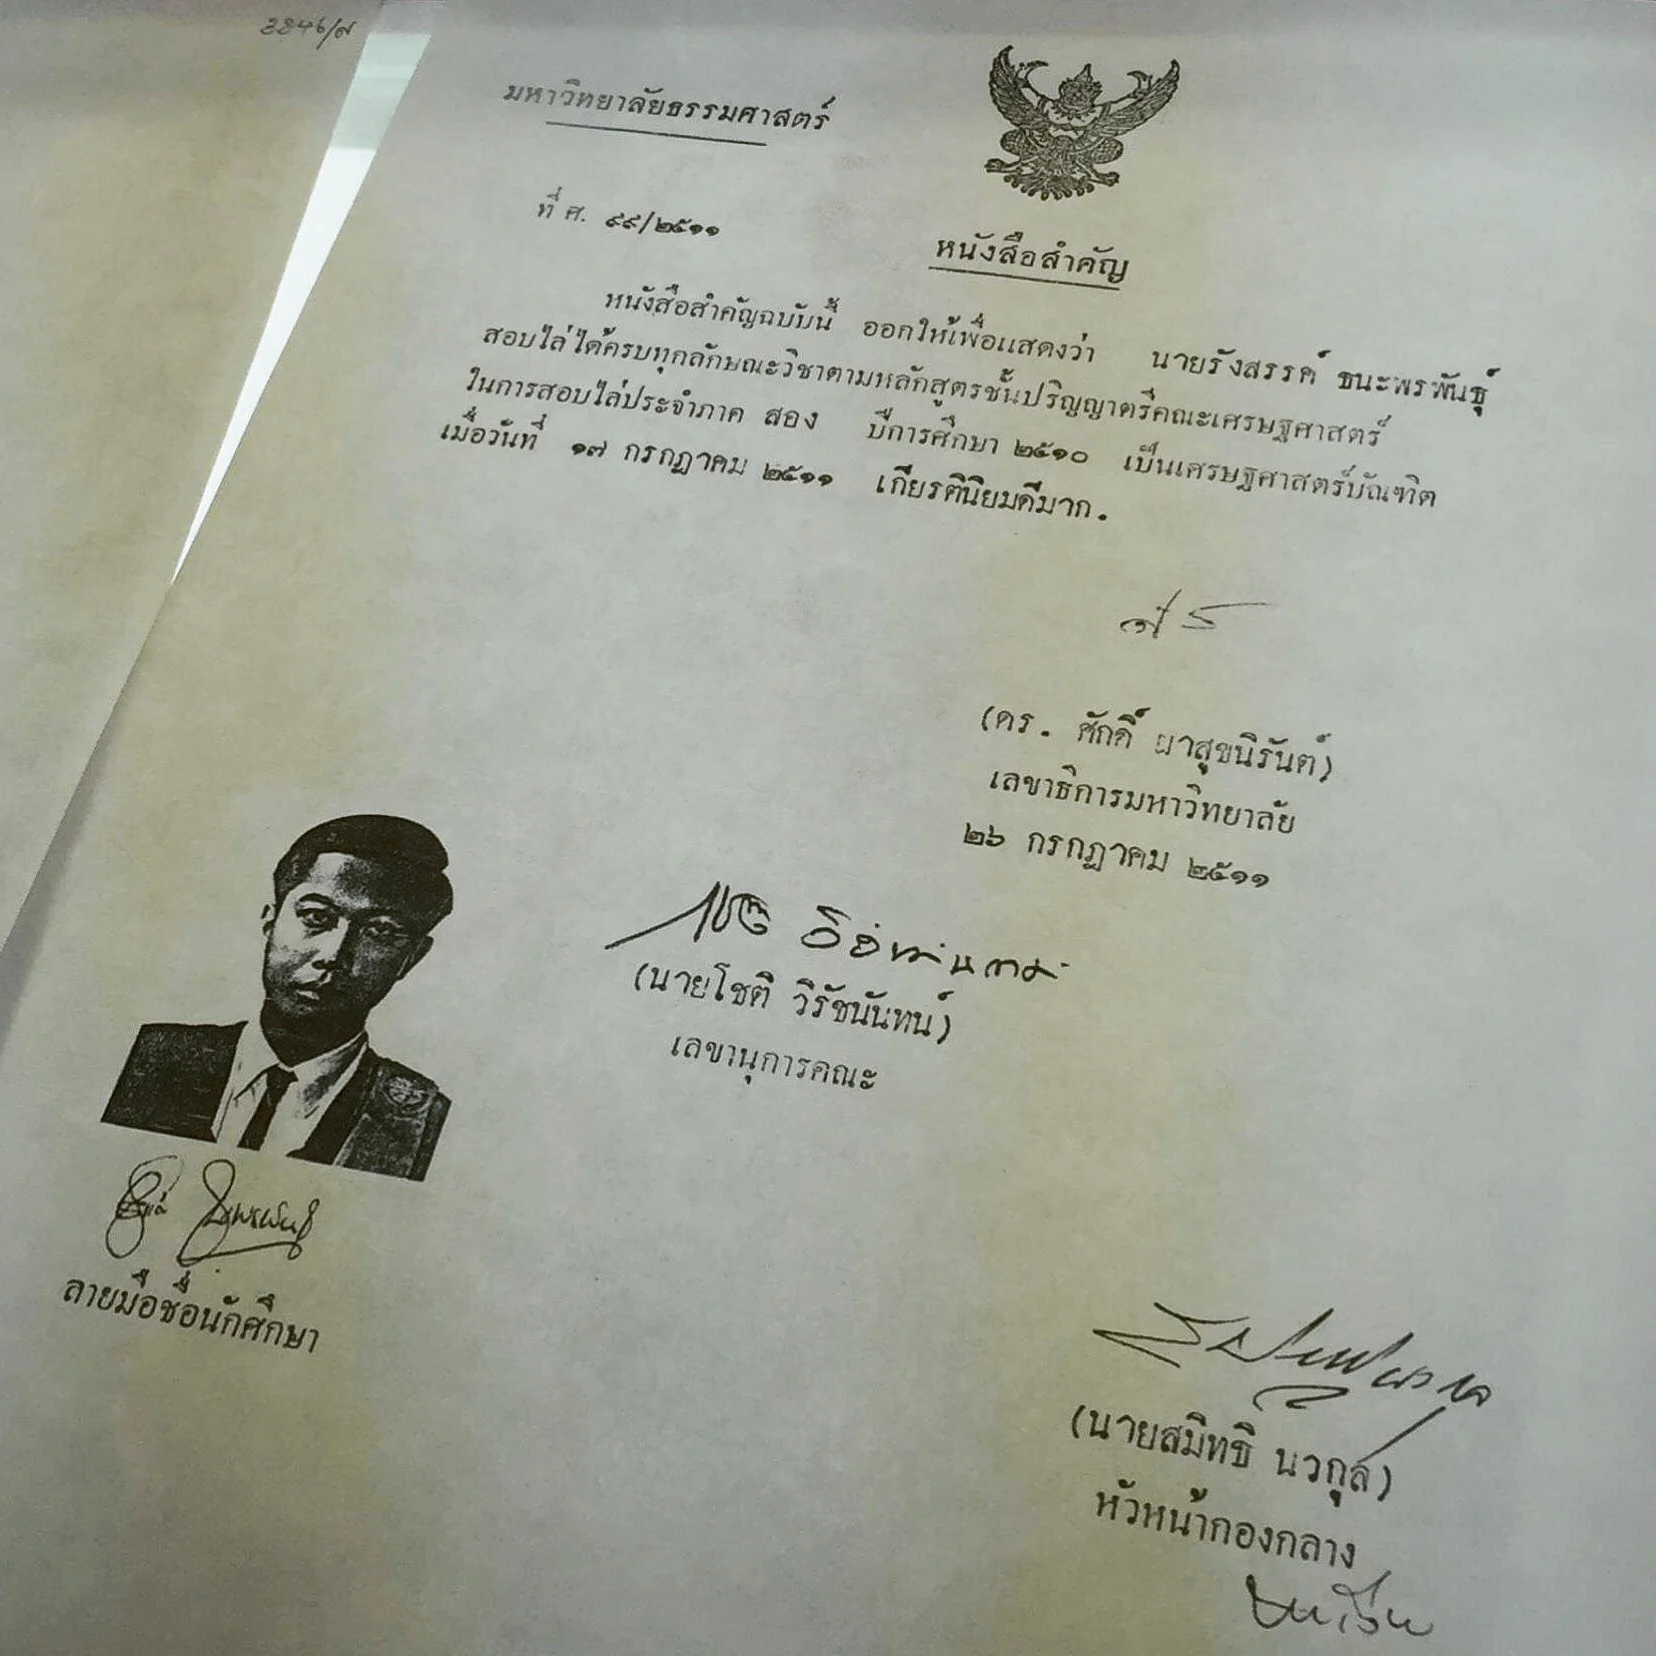 มหาวิทยาลัยธรรมศาสตร์
ที่ ศ. ๙๙/๒๕๑๑
หนังสือสำคัญ
หนังสือสำคัญฉบับนี้ ออกให้เพื่อแสดงว่า นายรังสรรค์ ธนะพรพันธุ์
สอบไล่ได้ครบทุกลักษณะวิชาตามหลักสูตรชั้นปริญญาตรีคณะเศรษฐศาสตร์
ในการสอบไล่ประจำภาค สอง ปีการศึกษา ๒๕๑๐ เป็นเศรษฐศาสตร์บัณฑิต
เมื่อวันที่ ๑๗ กรกฎาคม ๒๕๑๑ เกียรตินิยมดีมาก.
(ดร. ศักดิ์ ผาสุขนิรันต์)
เลขาธิการมหาวิทยาลัย
๒๖ กรกฎาคม ๒๕๑๑
(นายโชติ วิรัชนันทน์)
เลขานุการคณะ
ลายมือชื่อนักศึกษา
(นายสมิทธิ์ นวกุล)
หัวหน้ากองกลาง